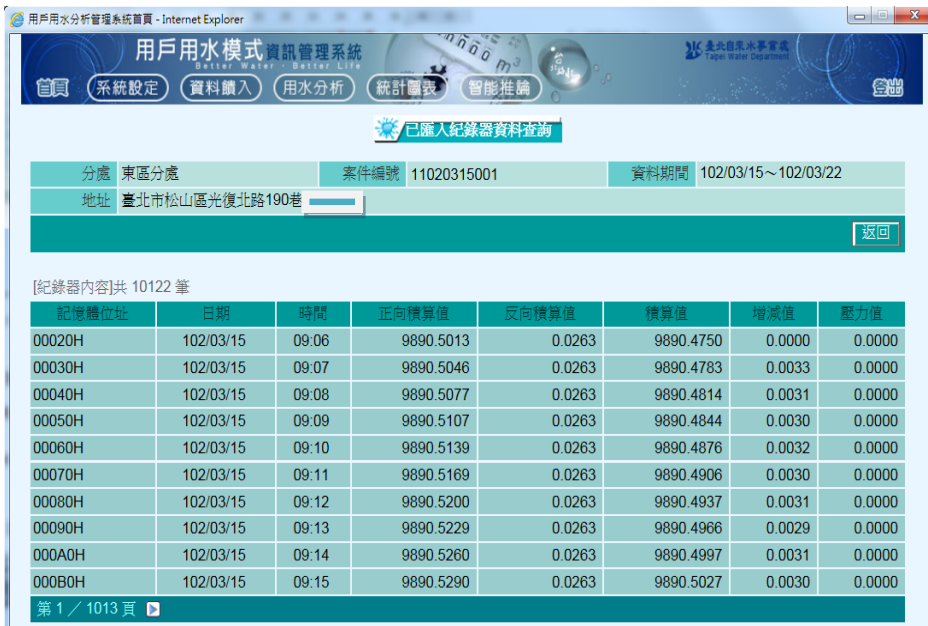 用戶用水分析管理系統首頁 - Internet Explorer
用戶用水模式資訊管理系統
Better Water · Better Life
臺北自來水事業處
Taipei Water Department
首頁 系統設定 資料饋入 用水分析 統計圖表 智能推論 登出
已匯入紀錄器資料查詢
分處 東區分處 案件編號 11020315001 資料期間 102/03/15～102/03/22
地址 臺北市松山區光復北路190巷
返回
[紀錄器內容]共 10122 筆
記憶體位址 日期 時間 正向積算值 反向積算值 積算值 增減值 壓力值
00020H 102/03/15 09:06 9890.5013 0.0263 9890.4750 0.0000 0.0000
00030H 102/03/15 09:07 9890.5046 0.0263 9890.4783 0.0033 0.0000
00040H 102/03/15 09:08 9890.5077 0.0263 9890.4814 0.0031 0.0000
00050H 102/03/15 09:09 9890.5107 0.0263 9890.4844 0.0030 0.0000
00060H 102/03/15 09:10 9890.5139 0.0263 9890.4876 0.0032 0.0000
00070H 102/03/15 09:11 9890.5169 0.0263 9890.4906 0.0030 0.0000
00080H 102/03/15 09:12 9890.5200 0.0263 9890.4937 0.0031 0.0000
00090H 102/03/15 09:13 9890.5229 0.0263 9890.4966 0.0029 0.0000
000A0H 102/03/15 09:14 9890.5260 0.0263 9890.4997 0.0031 0.0000
000B0H 102/03/15 09:15 9890.5290 0.0263 9890.5027 0.0030 0.0000
第 1 ／ 1013 頁